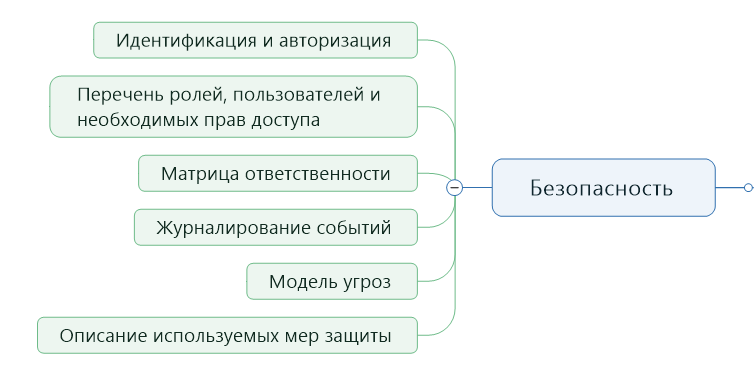 Идентификация и авторизация
Перечень ролей, пользователей и
необходимых прав доступа
Матрица ответственности
Журналирование событий
Модель угроз
Описание используемых мер защиты
Безопасность